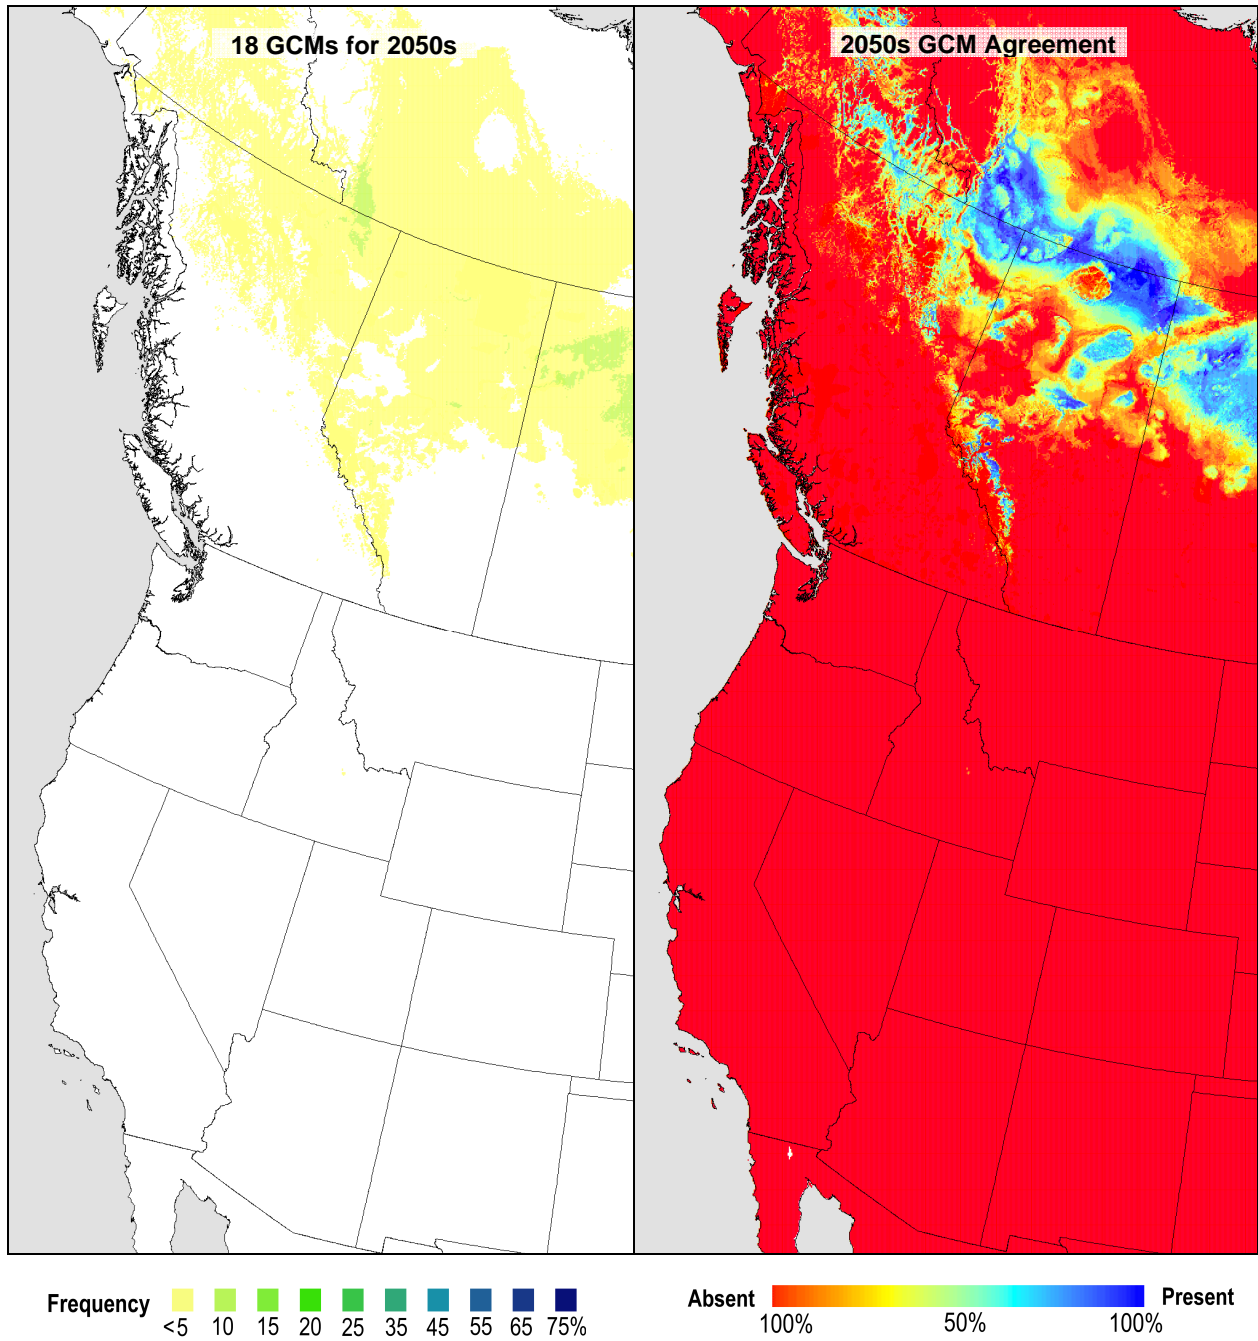 18 GCMs for 2050s
2050s GCM Agreement
Frequency
<5 10 15 20 25 35 45 55 65 75%
Absent Present
100% 50% 100%